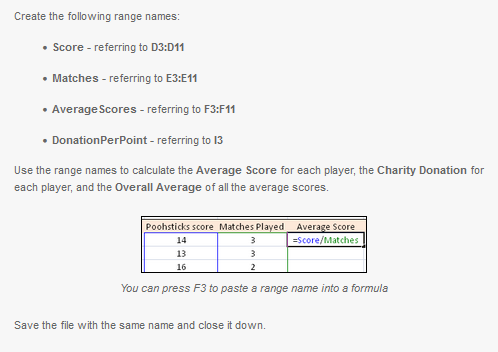 Create the following range names:
• Score - referring to D3:D11
• Matches - referring to E3:E11
• AverageScores - referring to F3:F11
• DonationPerPoint - referring to I3
Use the range names to calculate the Average Score for each player, the Charity Donation for
each player, and the Overall Average of all the average scores.
Poohsticks score Matches Played Average Score
14 3 =Score/Matches
13 3
16 2
You can press F3 to paste a range name into a formula
Save the file with the same name and close it down.